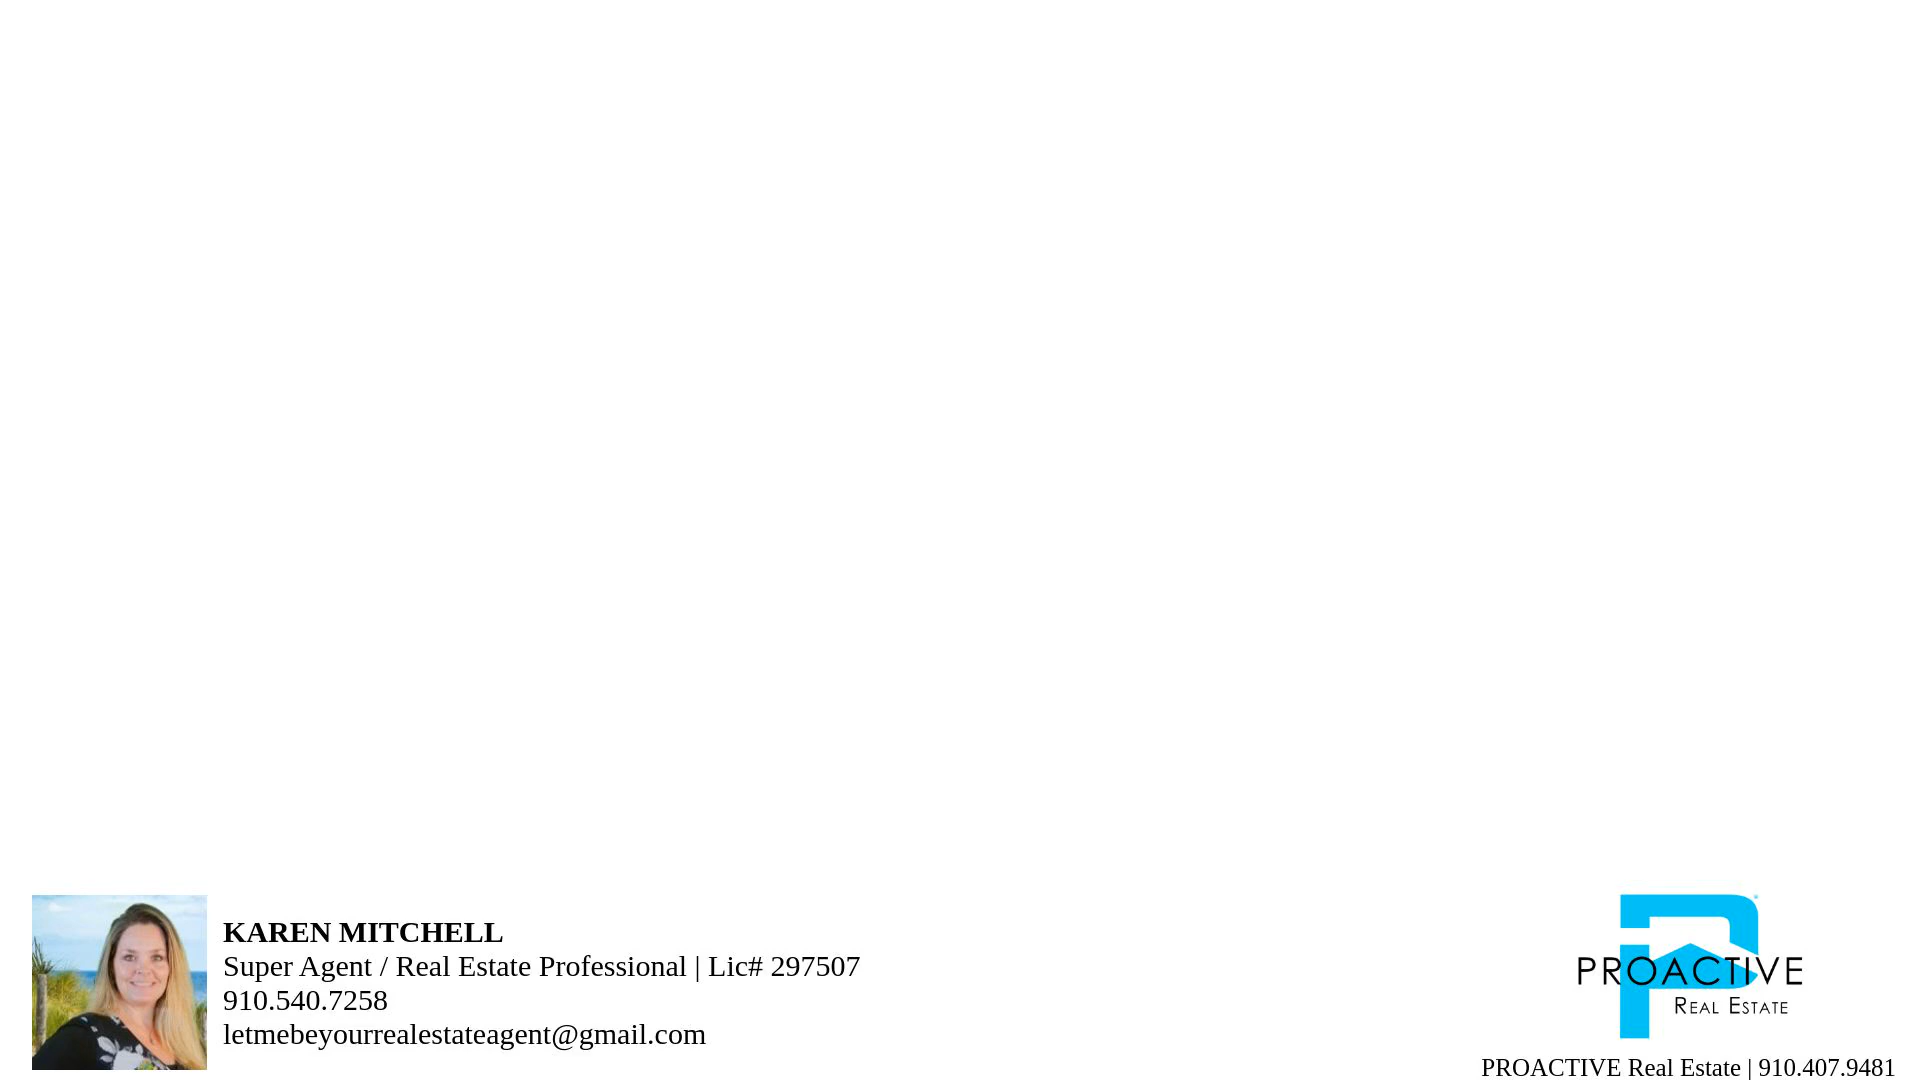 KAREN MITCHELL
Super Agent / Real Estate Professional | Lic# 297507
910.540.7258
letmebeyourrealestateagent@gmail.com
PROACTIVE
REAL ESTATE
PROACTIVE Real Estate | 910.407.9481